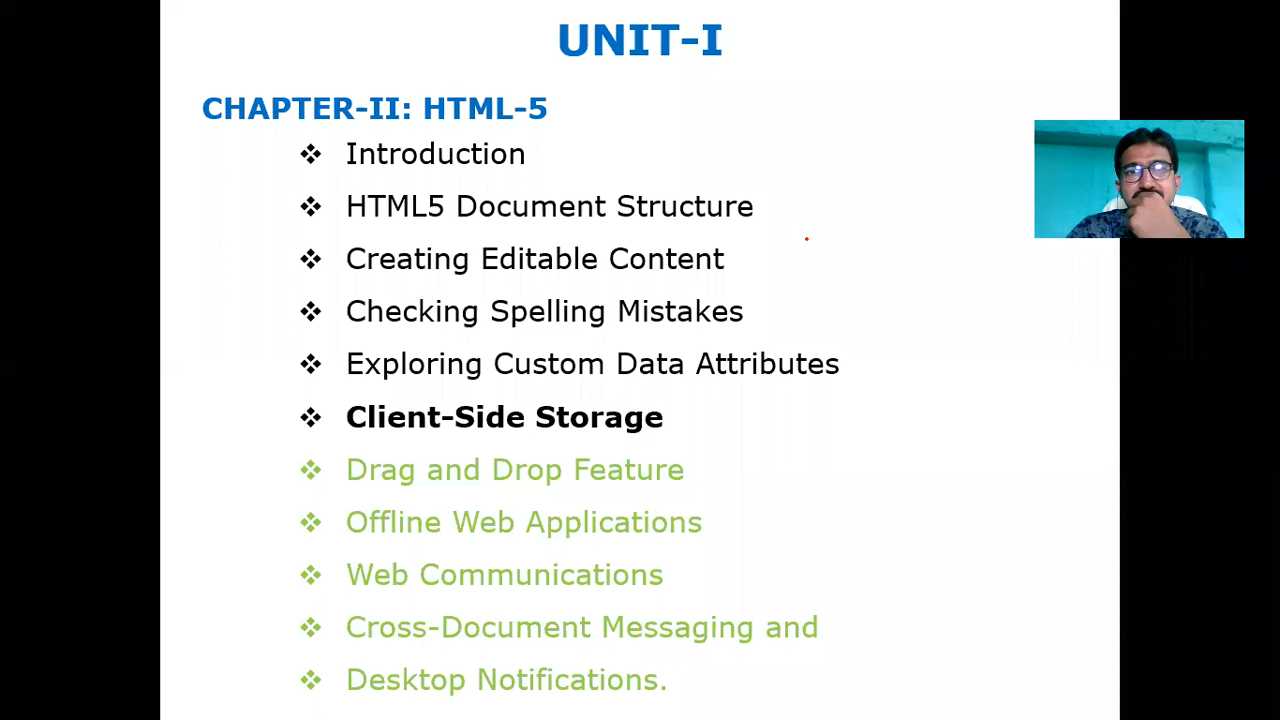 UNIT-I
CHAPTER-II: HTML-5
❖ Introduction
❖ HTML5 Document Structure
❖ Creating Editable Content
❖ Checking Spelling Mistakes
❖ Exploring Custom Data Attributes
❖ Client-Side Storage
❖ Drag and Drop Feature
❖ Offline Web Applications
❖ Web Communications
❖ Cross-Document Messaging and
❖ Desktop Notifications.